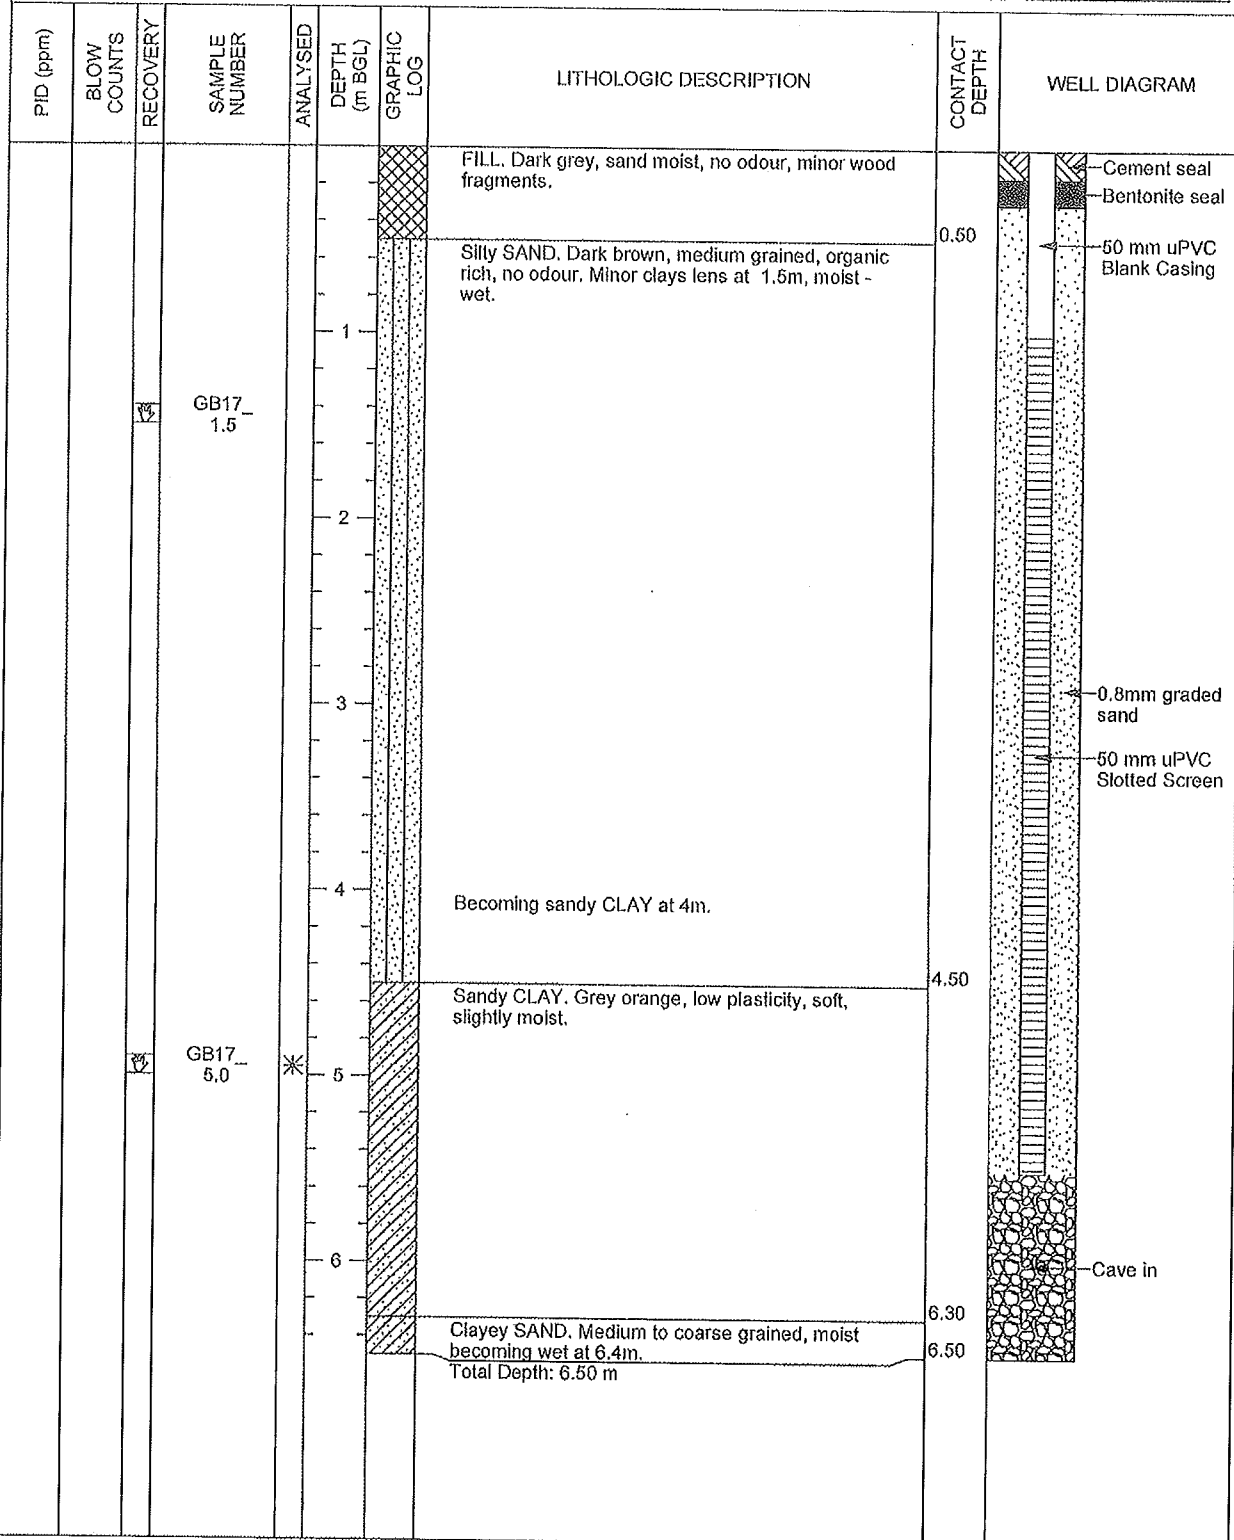 PID (ppm)
BLOW
COUNTS
RECOVERY
SAMPLE
NUMBER
ANALYSED
DEPTH
(m BGL)
GRAPHIC
LOG
LITHOLOGIC DESCRIPTION
CONTACT
DEPTH
WELL DIAGRAM
FILL. Dark grey, sand moist, no odour, minor wood
fragments.
Cement seal
Bentonite seal
0.50
Silty SAND. Dark brown, medium grained, organic
rich, no odour. Minor clays lens at 1.5m, moist -
wet.
50 mm uPVC
Blank Casing
1
GB17_
1.5
2
3
0.8mm graded
sand
50 mm uPVC
Slotted Screen
4
Becoming sandy CLAY at 4m.
4.50
Sandy CLAY. Grey orange, low plasticity, soft,
slightly moist.
GB17_
5.0
5
6
Cave in
6.30
Clayey SAND. Medium to coarse grained, moist
becoming wet at 6.4m.
6.50
Total Depth: 6.50 m